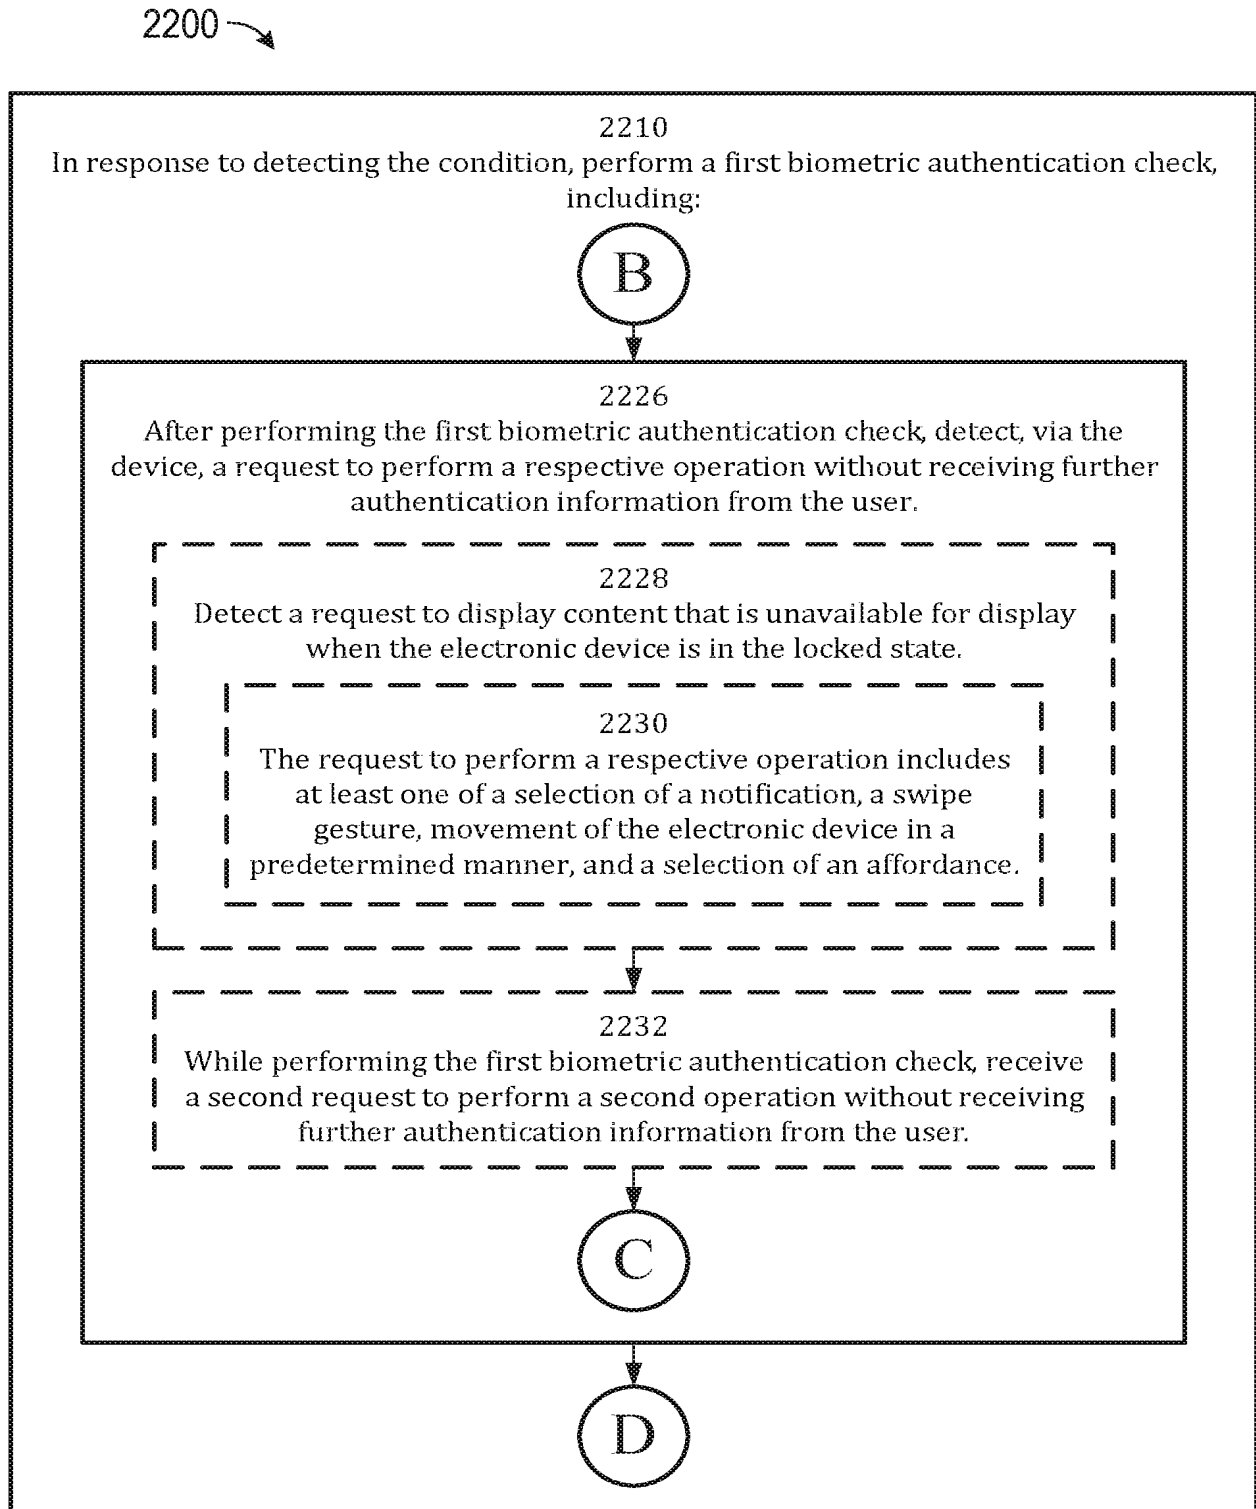 2200
2210
In response to detecting the condition, perform a first biometric authentication check,
including:
B
2226
After performing the first biometric authentication check, detect, via the
device, a request to perform a respective operation without receiving further
authentication information from the user.
2228
Detect a request to display content that is unavailable for display
when the electronic device is in the locked state.
2230
The request to perform a respective operation includes
at least one of a selection of a notification, a swipe
gesture, movement of the electronic device in a
predetermined manner, and a selection of an affordance.
2232
While performing the first biometric authentication check, receive
a second request to perform a second operation without receiving
further authentication information from the user.
C
D